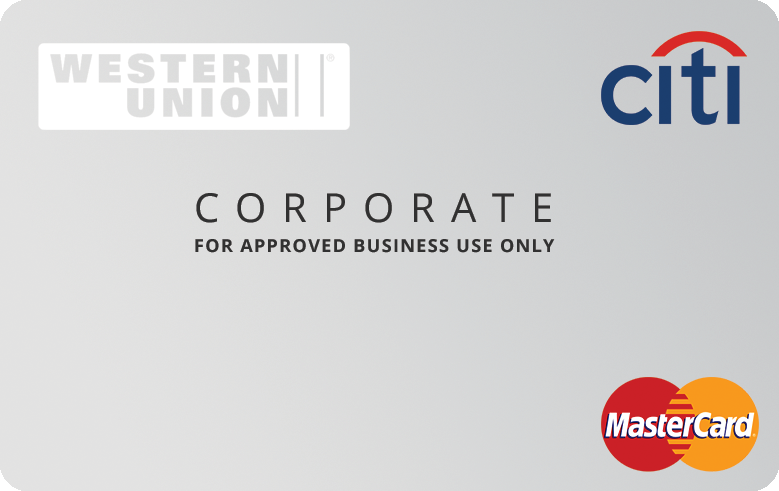 WESTERN
UNION
®
citi
CORPORATE
FOR APPROVED BUSINESS USE ONLY
MasterCard